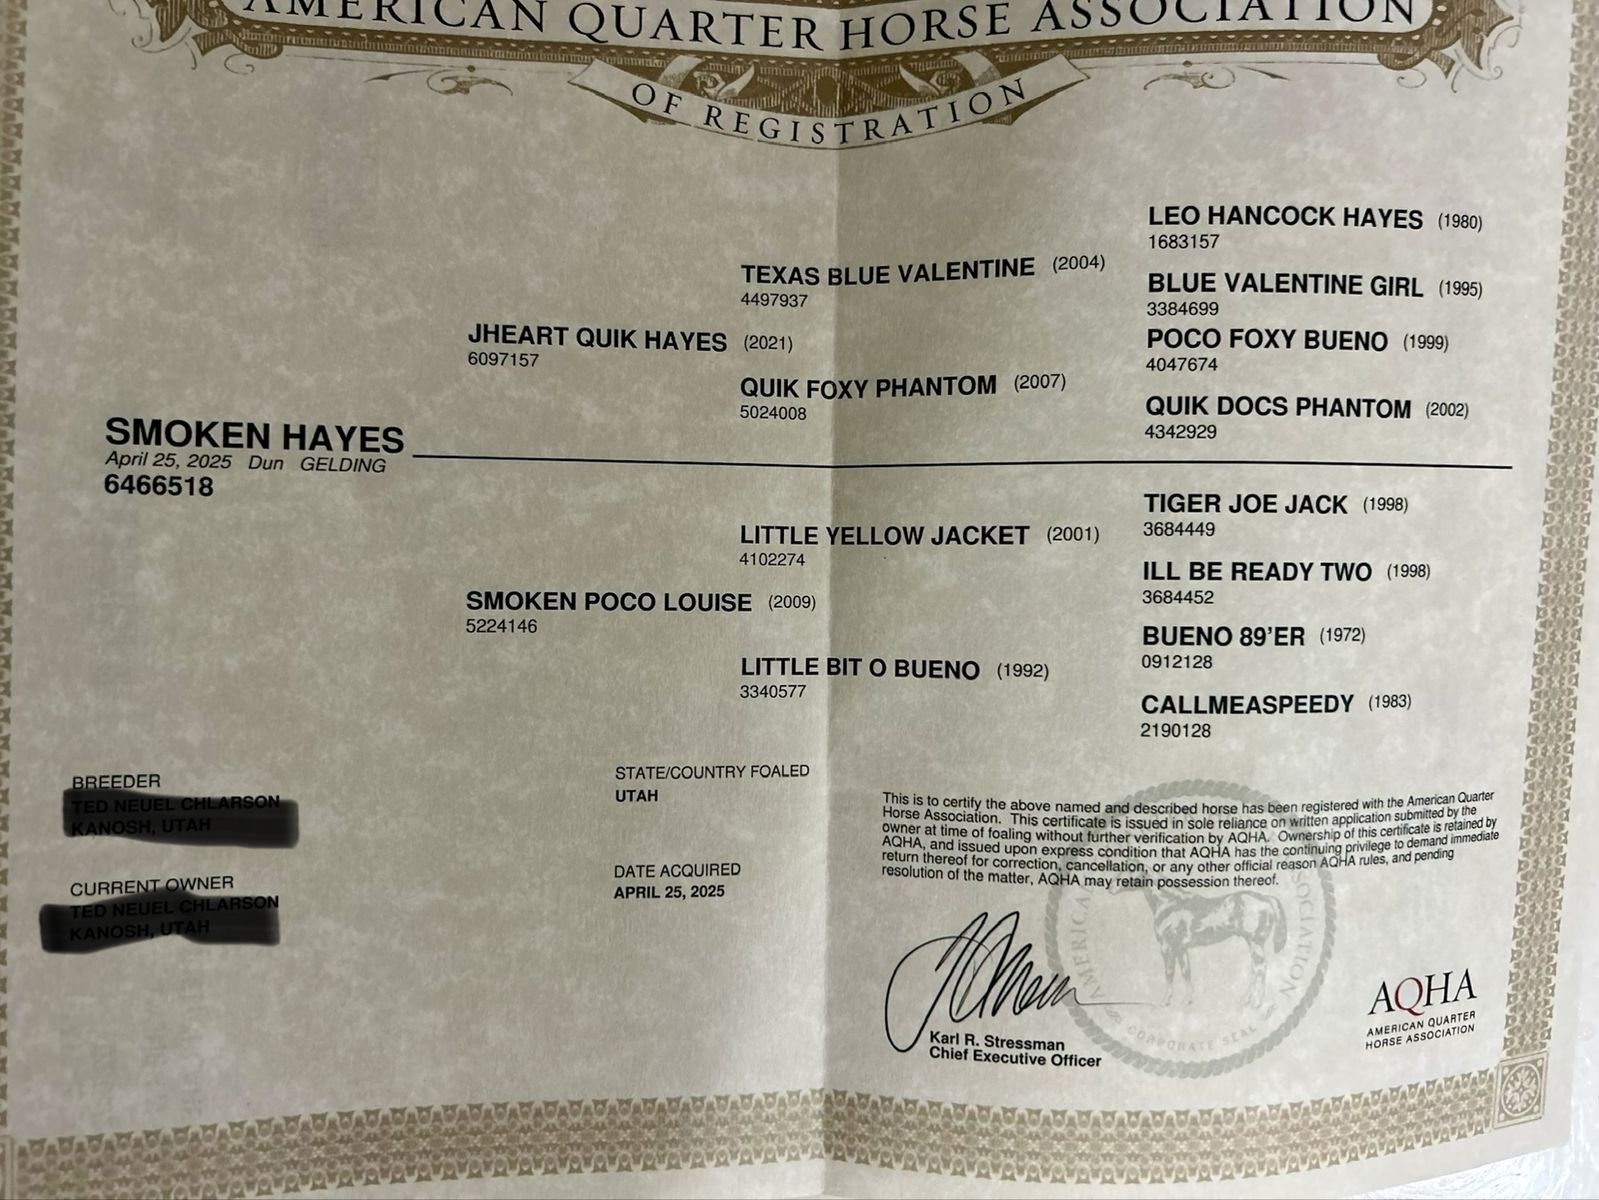 AMERICAN QUARTER HORSE ASSOCIATION
OF REGISTRATION
LEO HANCOCK HAYES (1980)
1683157
TEXAS BLUE VALENTINE (2004)
4497937
BLUE VALENTINE GIRL (1995)
3384699
JHEART QUIK HAYES (2021)
6097157
POCO FOXY BUENO (1999)
4047674
QUIK FOXY PHANTOM (2007)
5024008
QUIK DOCS PHANTOM (2002)
4342929
SMOKEN HAYES
April 25, 2025 Dun GELDING
6466518
TIGER JOE JACK (1998)
3684449
LITTLE YELLOW JACKET (2001)
4102274
ILL BE READY TWO (1998)
3684452
SMOKEN POCO LOUISE (2009)
5224146
BUENO 89'ER (1972)
0912128
LITTLE BIT O BUENO (1992)
3340577
CALLMEASPEEDY (1983)
2190128
BREEDER
STATE/COUNTRY FOALED
UTAH
CURRENT OWNER
DATE ACQUIRED
APRIL 25, 2025
This is to certify the above named and described horse has been registered with the American Quarter
Horse Association. This certificate is issued in sole reliance on written application submitted by the
owner at time of foaling without further verification by AQHA. Ownership of this certificate is retained by
AQHA, and issued upon express condition that AQHA has the continuing privilege to demand immediate
return thereof for correction, cancellation, or any other official reason AQHA rules, and pending
resolution of the matter, AQHA may retain possession thereof.
Karl R. Stressman
Chief Executive Officer
AMERICAN
ASSOCIATION
CORPORATE SEAL
AQHA
AMERICAN QUARTER
HORSE ASSOCIATION